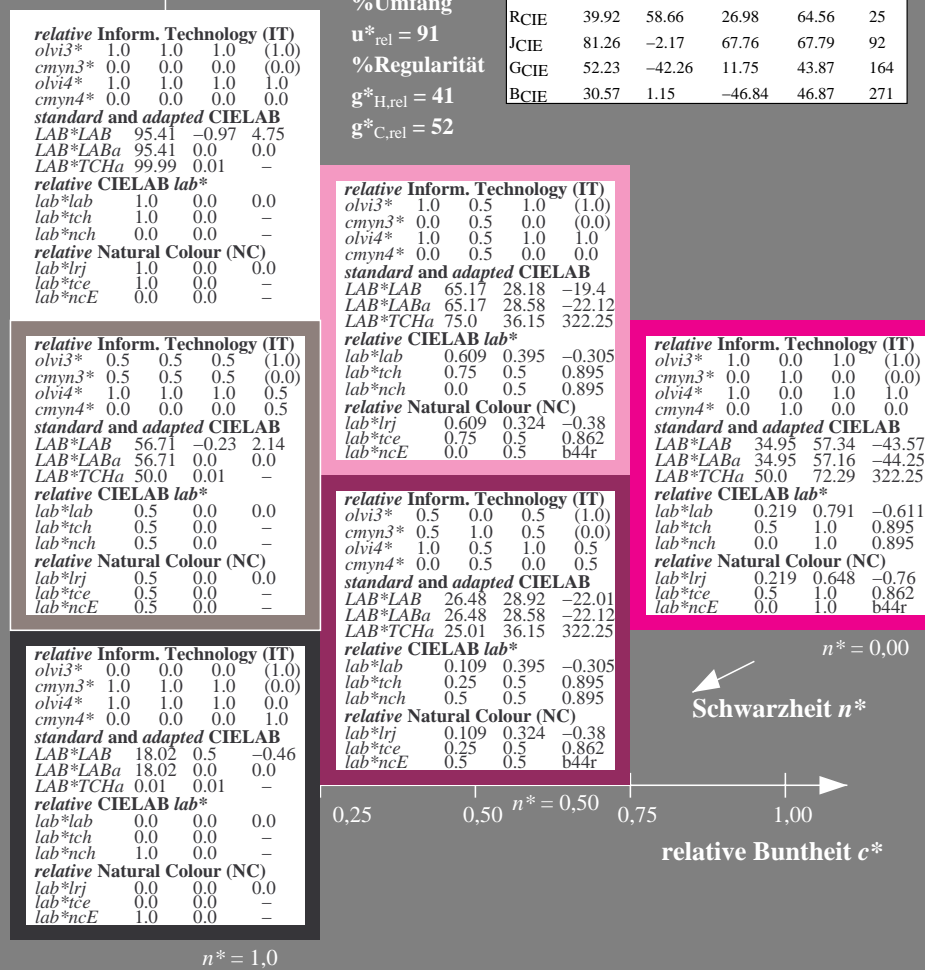 %Umfang
u*rel = 91
%Regularität
g*H,rel = 41
g*C,rel = 52
RCIE 39.92 58.66 26.98 64.56 25
JCIE 81.26 −2.17 67.76 67.79 92
GCIE 52.23 −42.26 11.75 43.87 164
BCIE 30.57 1.15 −46.84 46.87 271
relative Inform. Technology (IT)
olvi3* 1.0 1.0 1.0 (1.0)
cmyn3* 0.0 0.0 0.0 (0.0)
olvi4* 1.0 1.0 1.0 1.0
cmyn4* 0.0 0.0 0.0 0.0
standard and adapted CIELAB
LAB*LAB 95.41 −0.97 4.75
LAB*LABa 95.41 0.0 0.0
LAB*TCHa 99.99 0.01 –
relative CIELAB lab*
lab*lab 1.0 0.0 0.0
lab*tch 1.0 0.0 –
lab*nch 0.0 0.0 –
relative Natural Colour (NC)
lab*lrj 1.0 0.0 0.0
lab*tce 1.0 0.0 –
lab*ncE 0.0 0.0 –
relative Inform. Technology (IT)
olvi3* 1.0 0.5 1.0 (1.0)
cmyn3* 0.0 0.5 0.0 (0.0)
olvi4* 1.0 0.5 1.0 1.0
cmyn4* 0.0 0.5 0.0 0.0
standard and adapted CIELAB
LAB*LAB 65.17 28.18 −19.4
LAB*LABa 65.17 28.58 −22.12
LAB*TCHa 75.0 36.15 322.25
relative CIELAB lab*
lab*lab 0.609 0.395 −0.305
lab*tch 0.75 0.5 0.895
lab*nch 0.0 0.5 0.895
relative Natural Colour (NC)
lab*lrj 0.609 0.324 −0.38
lab*tce 0.75 0.5 0.862
lab*ncE 0.0 0.5 b44r
relative Inform. Technology (IT)
olvi3* 0.5 0.5 0.5 (1.0)
cmyn3* 0.5 0.5 0.5 (0.0)
olvi4* 1.0 1.0 1.0 0.5
cmyn4* 0.0 0.0 0.0 0.5
standard and adapted CIELAB
LAB*LAB 56.71 −0.23 2.14
LAB*LABa 56.71 0.0 0.0
LAB*TCHa 50.0 0.01 –
relative CIELAB lab*
lab*lab 0.5 0.0 0.0
lab*tch 0.5 0.0 –
lab*nch 0.5 0.0 –
relative Natural Colour (NC)
lab*lrj 0.5 0.0 0.0
lab*tce 0.5 0.0 –
lab*ncE 0.5 0.0 –
relative Inform. Technology (IT)
olvi3* 1.0 0.0 1.0 (1.0)
cmyn3* 0.0 1.0 0.0 (0.0)
olvi4* 1.0 0.0 1.0 1.0
cmyn4* 0.0 1.0 0.0 0.0
standard and adapted CIELAB
LAB*LAB 34.95 57.34 −43.57
LAB*LABa 34.95 57.16 −44.25
LAB*TCHa 50.0 72.29 322.25
relative CIELAB lab*
lab*lab 0.219 0.791 −0.611
lab*tch 0.5 1.0 0.895
lab*nch 0.0 1.0 0.895
relative Natural Colour (NC)
lab*lrj 0.219 0.648 −0.76
lab*tce 0.5 1.0 0.862
lab*ncE 0.0 1.0 b44r
relative Inform. Technology (IT)
olvi3* 0.5 0.0 0.5 (1.0)
cmyn3* 0.5 1.0 0.5 (0.0)
olvi4* 1.0 0.5 1.0 0.5
cmyn4* 0.0 0.5 0.0 0.5
standard and adapted CIELAB
LAB*LAB 26.48 28.92 −22.01
LAB*LABa 26.48 28.58 −22.12
LAB*TCHa 25.01 36.15 322.25
relative CIELAB lab*
lab*lab 0.109 0.395 −0.305
lab*tch 0.25 0.5 0.895
lab*nch 0.5 0.5 0.895
relative Natural Colour (NC)
lab*lrj 0.109 0.324 −0.38
lab*tce 0.25 0.5 0.862
lab*ncE 0.5 0.5 b44r
relative Inform. Technology (IT)
olvi3* 0.0 0.0 0.0 (1.0)
cmyn3* 1.0 1.0 1.0 (0.0)
olvi4* 1.0 1.0 1.0 0.0
cmyn4* 0.0 0.0 0.0 1.0
standard and adapted CIELAB
LAB*LAB 18.02 0.5 −0.46
LAB*LABa 18.02 0.0 0.0
LAB*TCHa 0.01 0.01 –
relative CIELAB lab*
lab*lab 0.0 0.0 0.0
lab*tch 0.0 0.0 –
lab*nch 1.0 0.0 –
relative Natural Colour (NC)
lab*lrj 0.0 0.0 0.0
lab*tce 0.0 0.0 –
lab*ncE 1.0 0.0 –
n* = 0,00
Schwarzheit n*
n* = 0,50
0,25 0,50 0,75 1,00
relative Buntheit c*
n* = 1,0